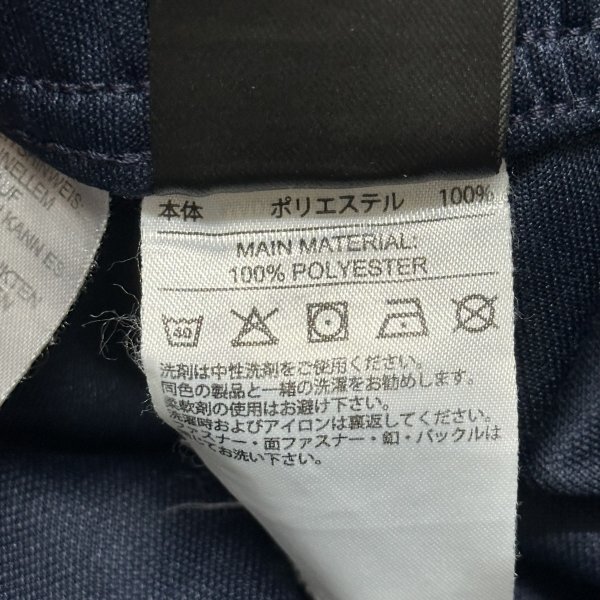 本体 ポリエステル 100%
MAIN MATERIAL:
100% POLYESTER
40
洗剤は中性洗剤をご使用ください。
同色の製品と一緒の洗濯をお勧めします。
柔軟剤の使用はお避け下さい。
洗濯時およびアイロンは裏返してください。
ファスナー・面ファスナー・釦・バックルは
てお洗い下さい。
NELLEM
KANN ES
KTEN